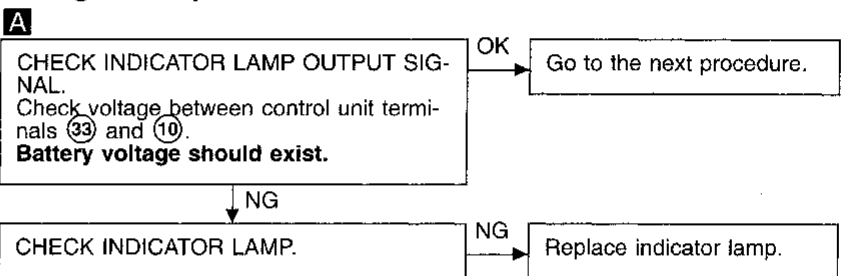 A
CHECK INDICATOR LAMP OUTPUT SIG-
NAL.
Check voltage between control unit termi-
nals 33 and 10.
Battery voltage should exist.
OK
Go to the next procedure.
NG
CHECK INDICATOR LAMP.
NG
Replace indicator lamp.